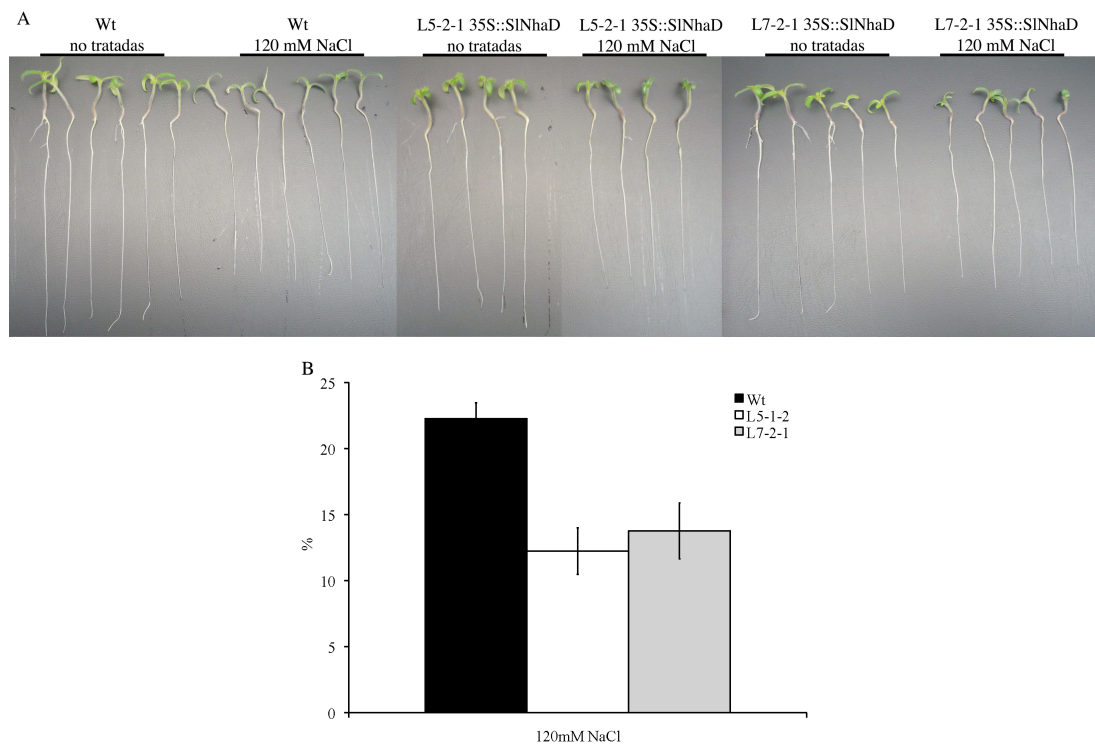 A
Wt
no tratadas
Wt
120 mM NaCl
L5-2-1 35S::SlNhaD
no tratadas
L5-2-1 35S::SlNhaD
120 mM NaCl
L7-2-1 35S::SlNhaD
no tratadas
L7-2-1 35S::SlNhaD
120 mM NaCl
B
25
20
15
10
5
0
%
Wt
L5-1-2
L7-2-1
120mM NaCl